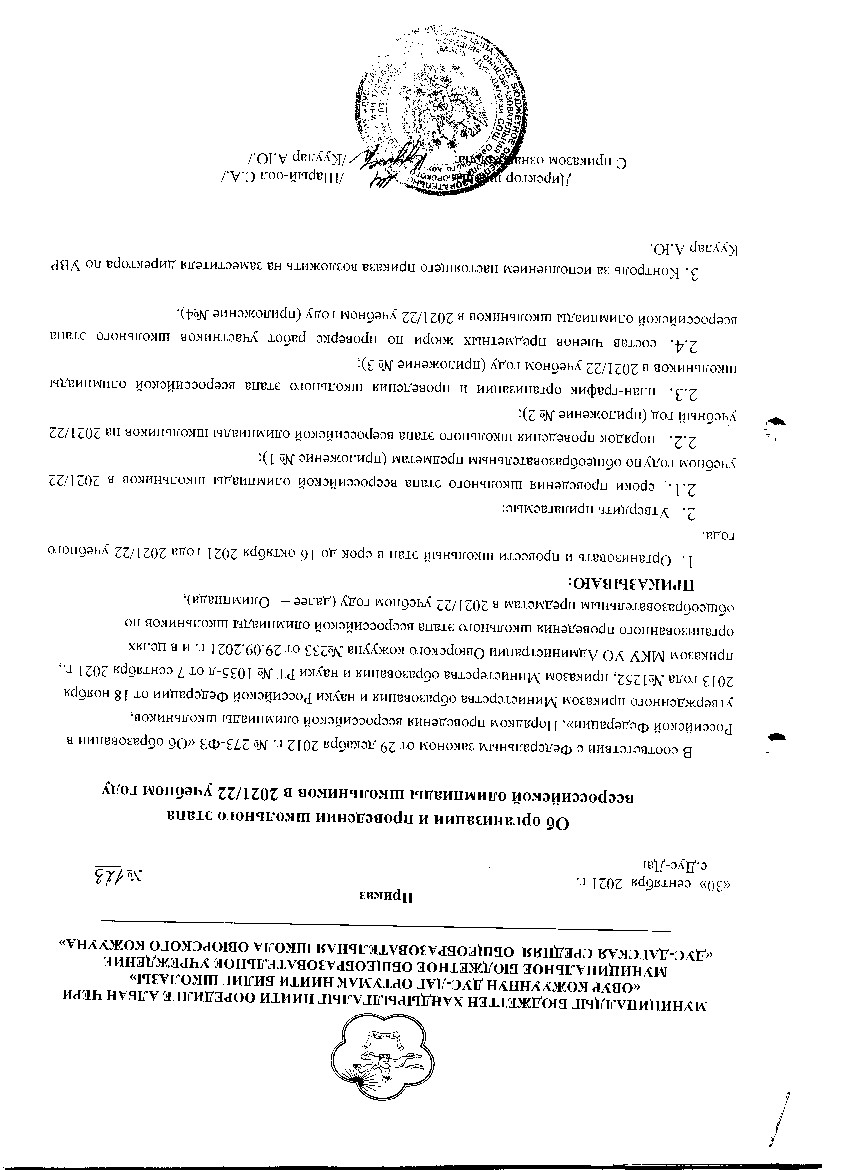 МУНИЦИПАЛДЫГ БЮДЖЕТТЕН ХАНДЫРЫЛГАЛЫГ НИИТИ ООРЕДИЛГЕ АЛБАН ЧЕРИ
«ОВУР КОЖУУННУН ДУС-ДАГ ОРТУМАК НИИТИ БИЛИГ ШКОЛАЗЫ»
МУНИЦИПАЛЬНОЕ БЮДЖЕТНОЕ ОБЩЕОБРАЗОВАТЕЛЬНОЕ УЧРЕЖДЕНИЕ
«ДУС-ДАГСКАЯ СРЕДНЯЯ ОБЩЕОБРАЗОВАТЕЛЬНАЯ ШКОЛА ОВЮРСКОГО КОЖУУНА»
Приказ
«30» сентября 2021 г. № 123
с.Дус-Даг
Об организации и проведении школьного этапа
всероссийской олимпиады школьников в 2021/22 учебном году
В соответствии с Федеральным законом от 29 декабря 2012 г. № 273-ФЗ «Об образовании в
Российской Федерации», Порядком проведения всероссийской олимпиады школьников,
утвержденного приказом Министерства образования и науки Российской Федерации от 18 ноября
2013 года №1252, приказом Министерства образования и науки РТ № 1035-д от 7 сентября 2021 г.,
приказом МКУ УО Администрации Овюрского кожууна №233 от 29.09.2021 г. и в целях
организованного проведения школьного этапа всероссийской олимпиады школьников по
общеобразовательным предметам в 2021/22 учебном году (далее – Олимпиада),
ПРИКАЗЫВАЮ:
1. Организовать и провести школьный этап в срок до 16 октября 2021 года 2021/22 учебного
года.
2. Утвердить прилагаемые:
2.1. сроки проведения школьного этапа всероссийской олимпиады школьников в 2021/22
учебном году по общеобразовательным предметам (приложение № 1);
2.2. порядок проведения школьного этапа всероссийской олимпиады школьников на 2021/22
учебный год (приложение № 2);
2.3. план-график организации и проведения школьного этапа всероссийской олимпиады
школьников в 2021/22 учебном году (приложение № 3);
2.4. состав членов предметных жюри по проверке работ участников школьного этапа
всероссийской олимпиады школьников в 2021/22 учебном году (приложение №4).
3. Контроль за исполнением настоящего приказа возложить на заместителя директора по УВР
Кулар А.Ю.
Директор /Шарый-оол С.А./
С приказом /Куулар А.Ю./